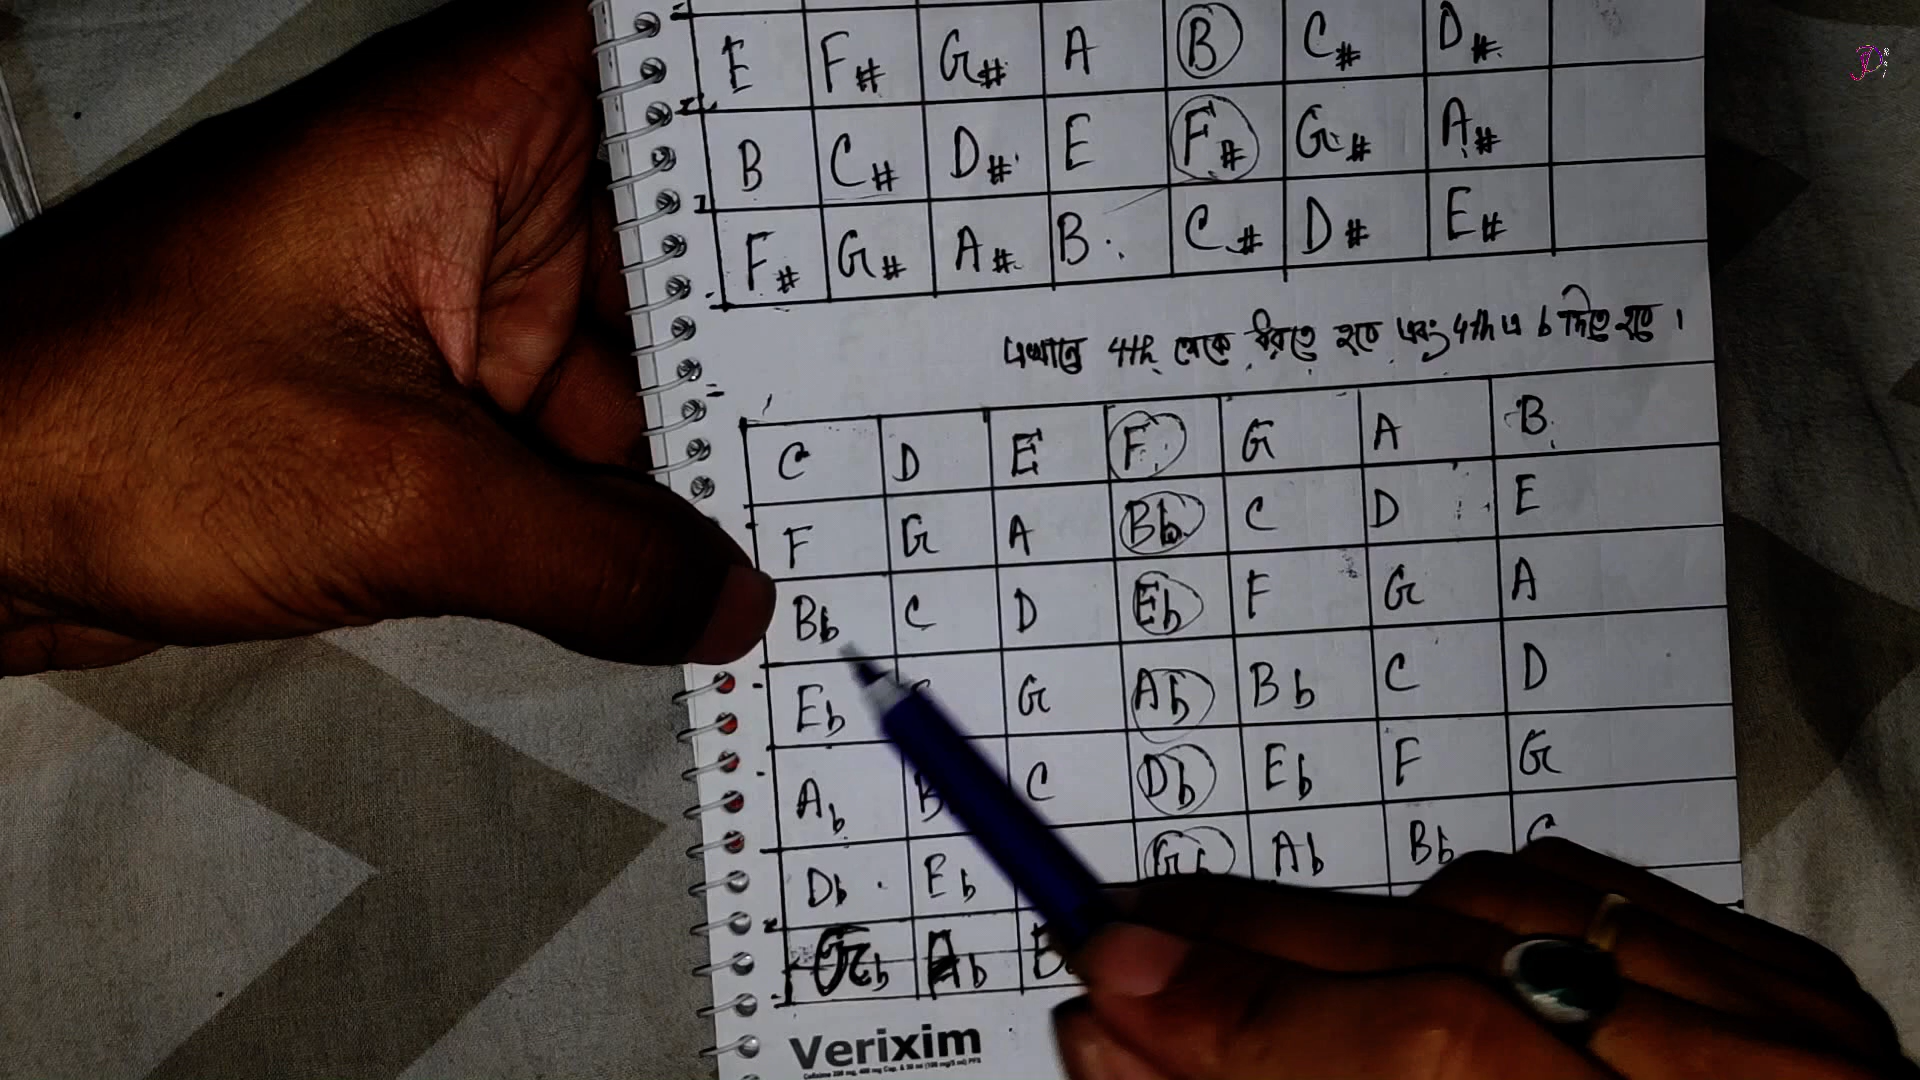 E F# G# A B C# D#
B C# D# E F# G# A#
F# G# A# B C# D# E#
এখানে 4th থেকে ধরতে হবে এবং 4th এ b দিতে হবে।
C D E F G A B
F G A Bb C D E
Bb C D Eb F G A
Eb G Ab Bb C D
Ab B C Db Eb F G
Db Eb Ab Bb
Gb Ab
Verixim